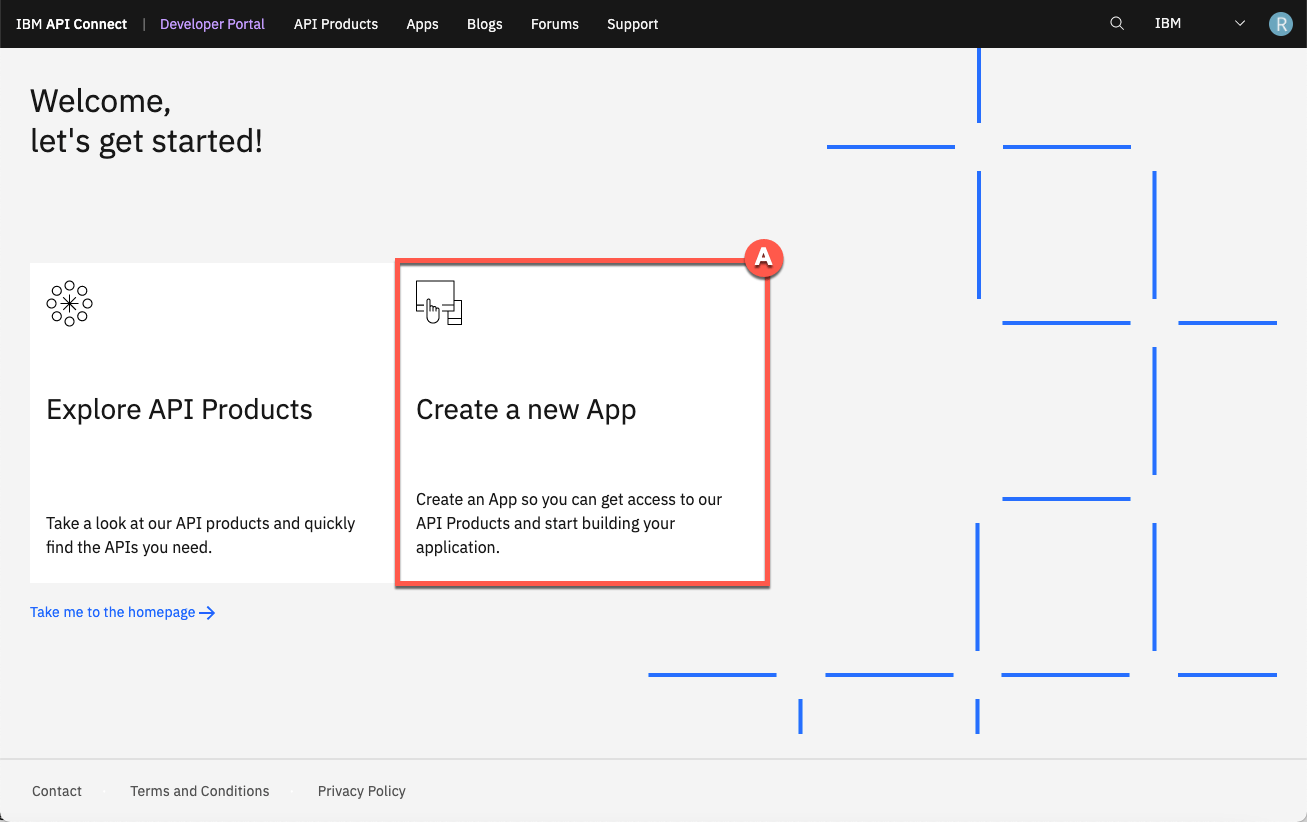 IBM API Connect | Developer Portal API Products Apps Blogs Forums Support IBM R
Welcome,
let's get started!
A
Explore API Products
Take a look at our API products and quickly
find the APIs you need.
Create a new App
Create an App so you can get access to our
API Products and start building your
application.
Take me to the homepage
Contact Terms and Conditions Privacy Policy